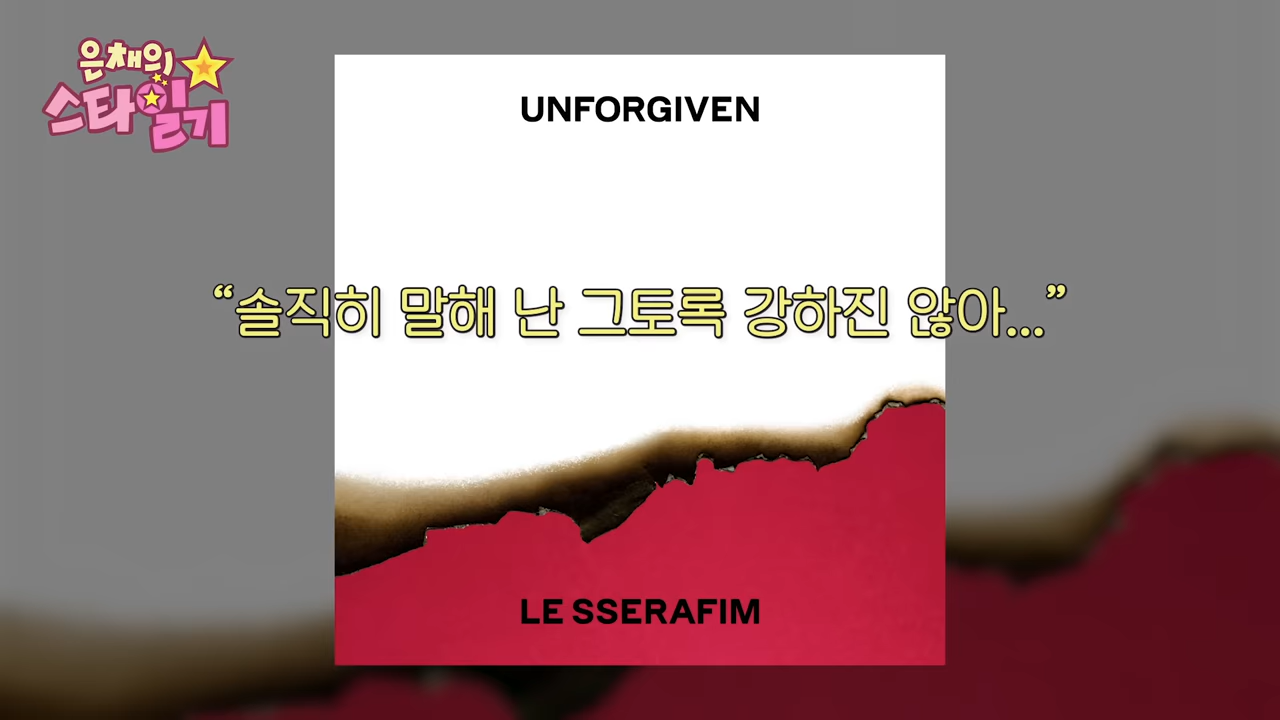 은채의
스타일기
UNFORGIVEN
“솔직히 말해 난 그토록 강하진 않아...”
LE SSERAFIM